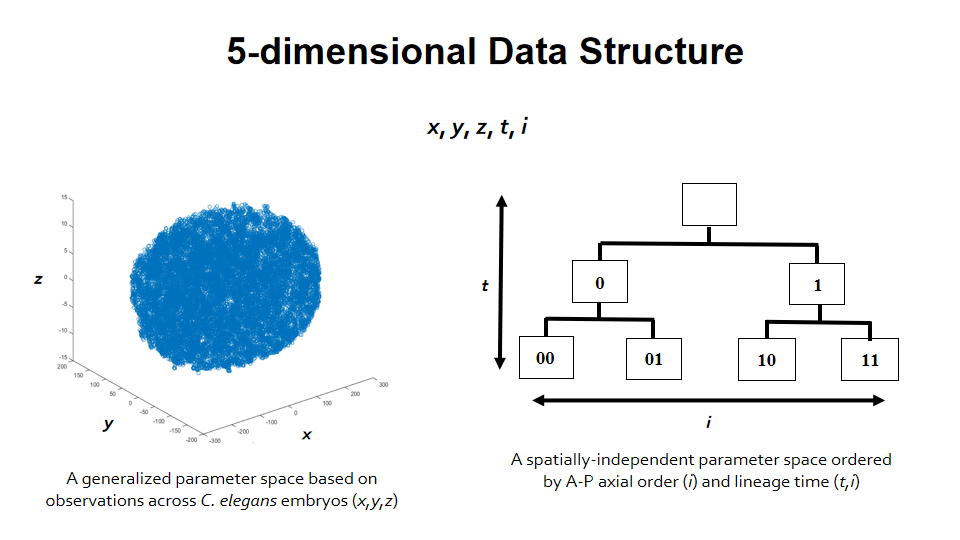 5-dimensional Data Structure
x, y, z, t, i
15
10
5
0
-5
-10
-15
z
200
150
100
50
0
-50
-100
-150
-200
y
-300
-200
-100
0
100
200
300
x
A generalized parameter space based on
observations across C. elegans embryos (x,y,z)
t
0
1
00
01
10
11
i
A spatially-independent parameter space ordered
by A-P axial order (i) and lineage time (t,i)